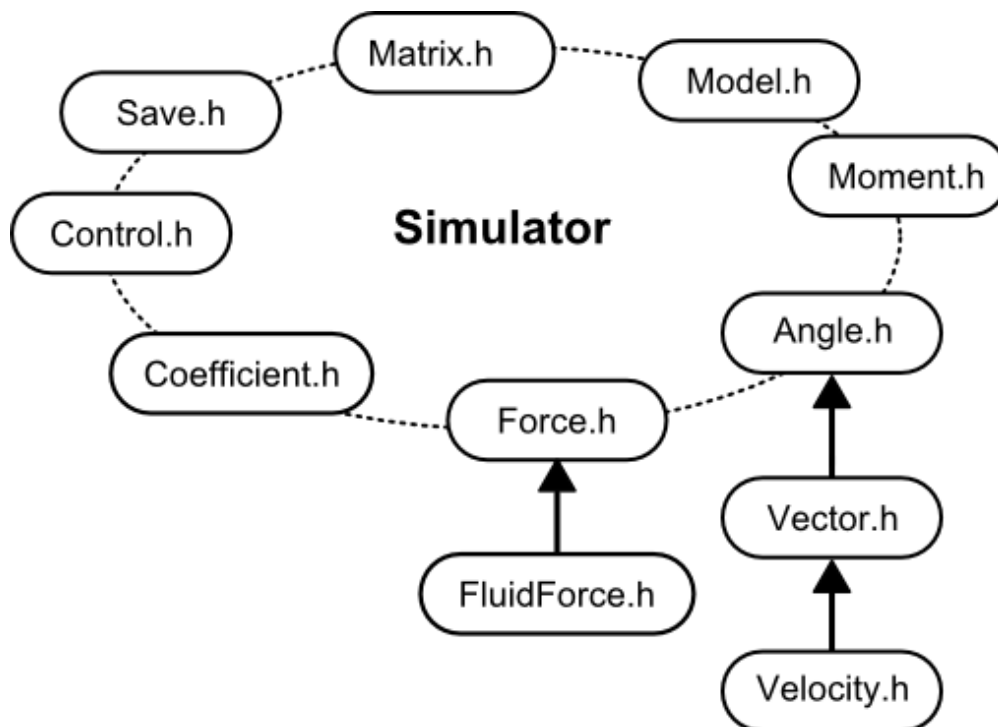 Matrix.h
Model.h
Save.h
Moment.h
Control.h
Simulator
Angle.h
Coefficient.h
Force.h
Vector.h
FluidForce.h
Velocity.h